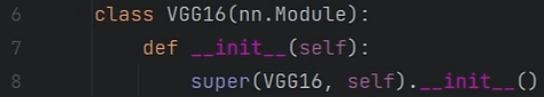 6 class VGG16(nn.Module):
7     def __init__(self):
8         super(VGG16, self).__init__()